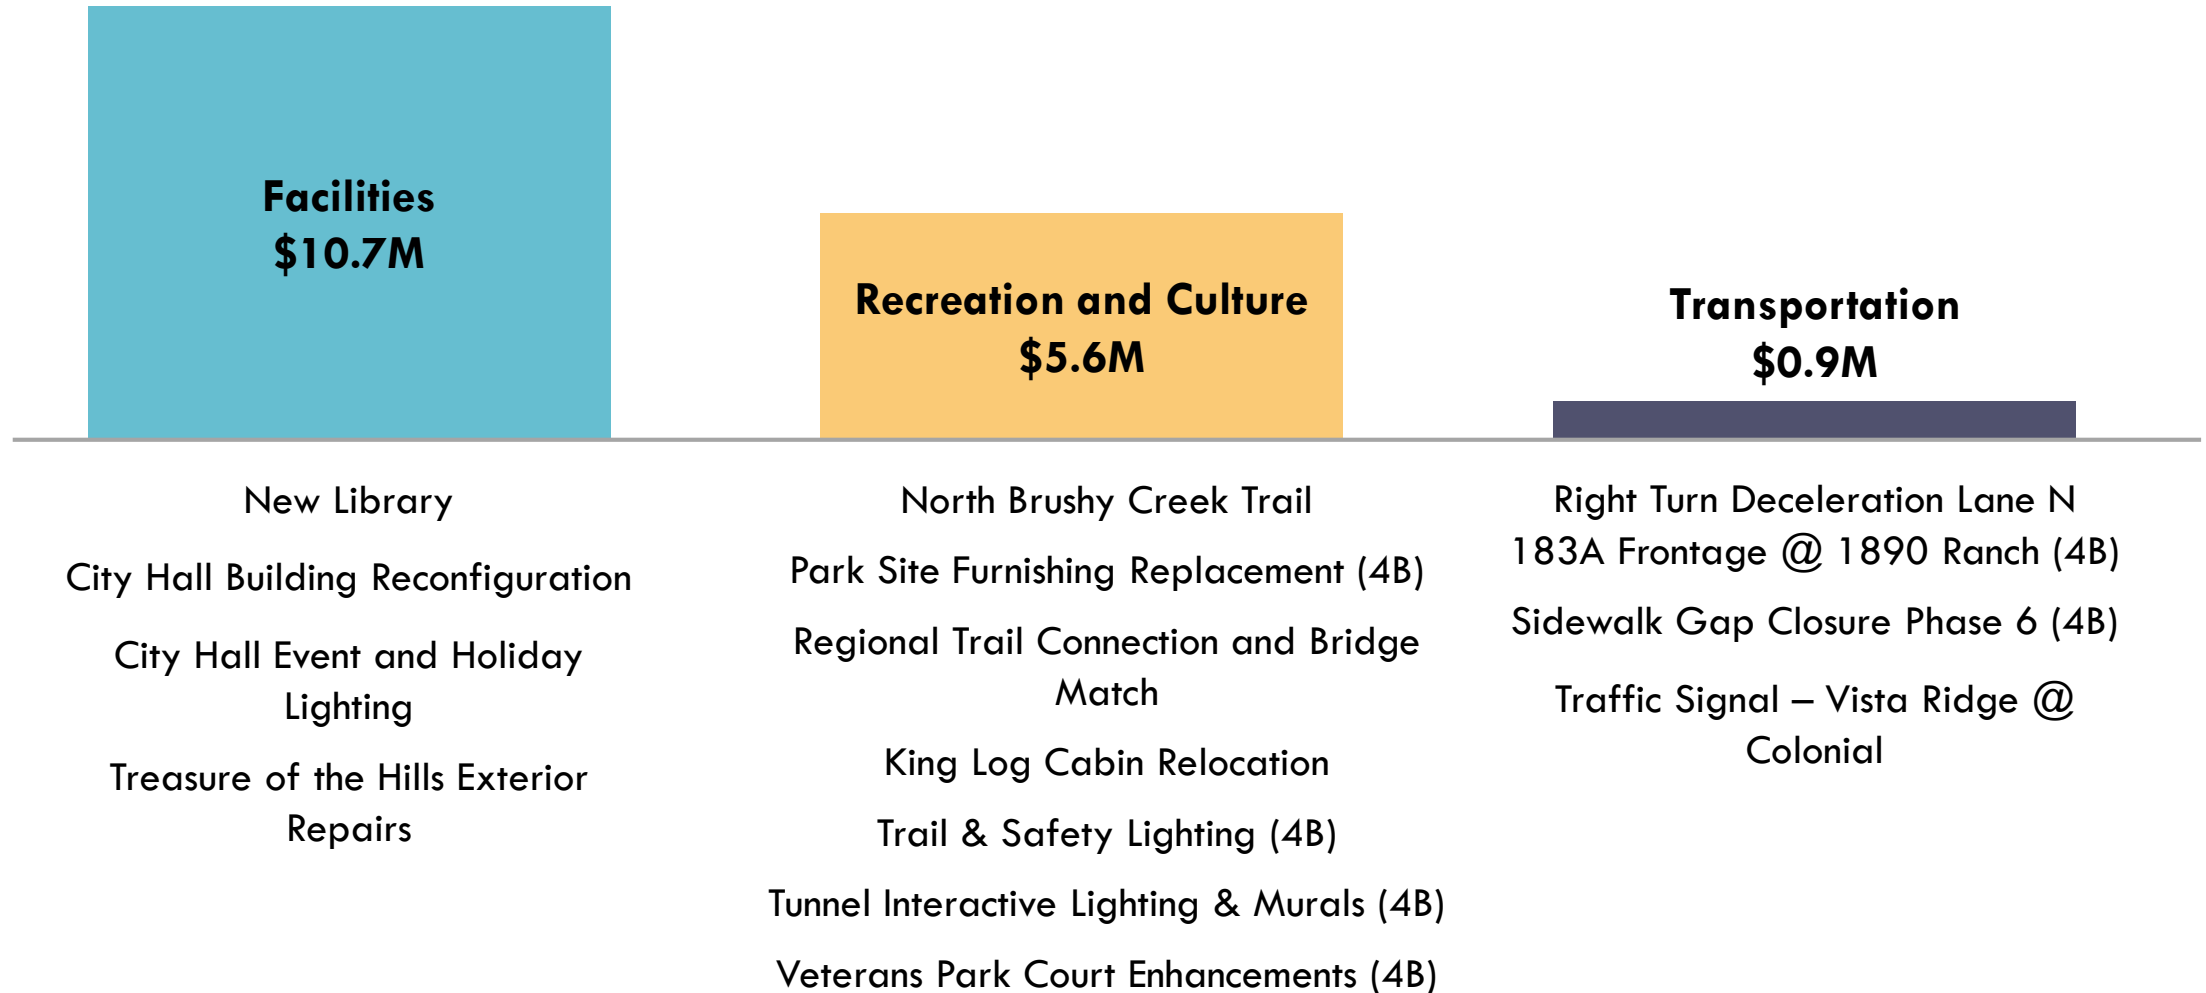 Facilities
$10.7M
Recreation and Culture
$5.6M
Transportation
$0.9M
New Library
City Hall Building Reconfiguration
City Hall Event and Holiday
Lighting
Treasure of the Hills Exterior
Repairs
North Brushy Creek Trail
Park Site Furnishing Replacement (4B)
Regional Trail Connection and Bridge
Match
King Log Cabin Relocation
Trail & Safety Lighting (4B)
Tunnel Interactive Lighting & Murals (4B)
Veterans Park Court Enhancements (4B)
Right Turn Deceleration Lane N
183A Frontage @ 1890 Ranch (4B)
Sidewalk Gap Closure Phase 6 (4B)
Traffic Signal – Vista Ridge @
Colonial